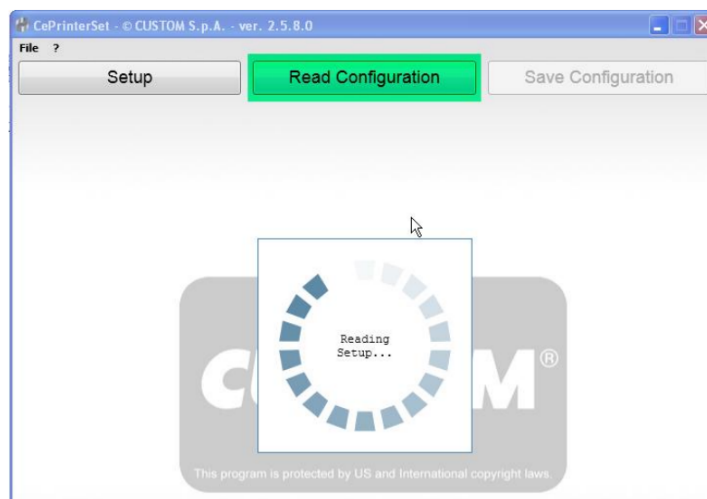 CePrinterSet - © CUSTOM S.p.A. - ver. 2.5.8.0
File ?
Setup Read Configuration Save Configuration
Reading
Setup...
C M®
This program is protected by US and International copyright laws.